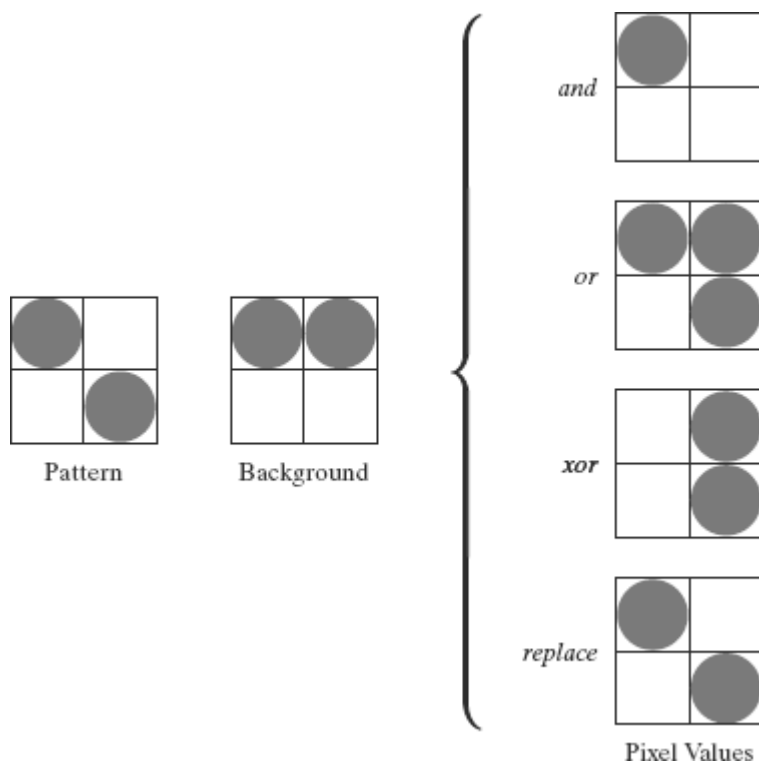 and
or
Pattern
Background
xor
replace
Pixel Values